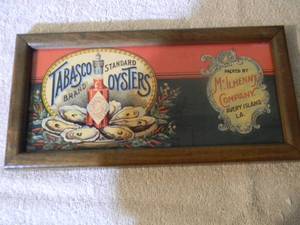 TABASCO
BRAND
STANDARD
OYSTERS
PACKED BY
McILHENNY
COMPANY.
AVERY ISLAND
LA.